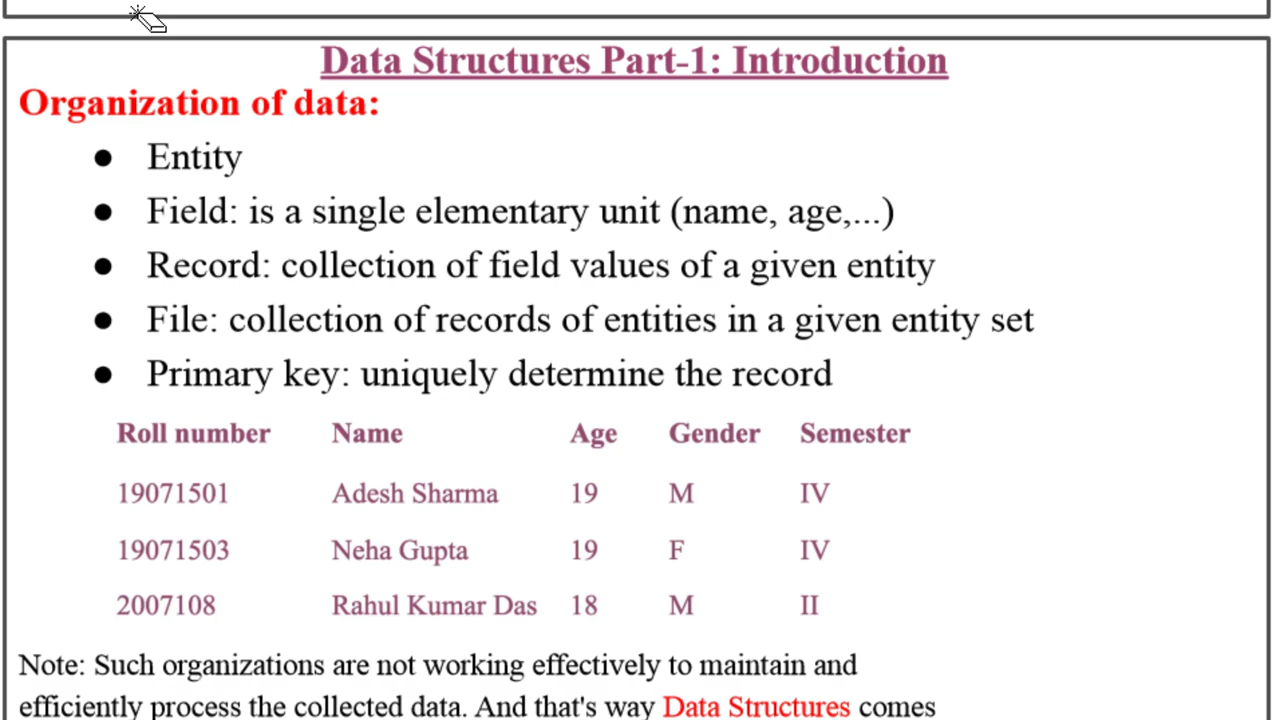 Data Structures Part-1: Introduction
Organization of data:
● Entity
● Field: is a single elementary unit (name, age,...)
● Record: collection of field values of a given entity
● File: collection of records of entities in a given entity set
● Primary key: uniquely determine the record
Roll number Name Age Gender Semester
19071501 Adesh Sharma 19 M IV
19071503 Neha Gupta 19 F IV
2007108 Rahul Kumar Das 18 M II
Note: Such organizations are not working effectively to maintain and
efficiently process the collected data. And that's way Data Structures comes